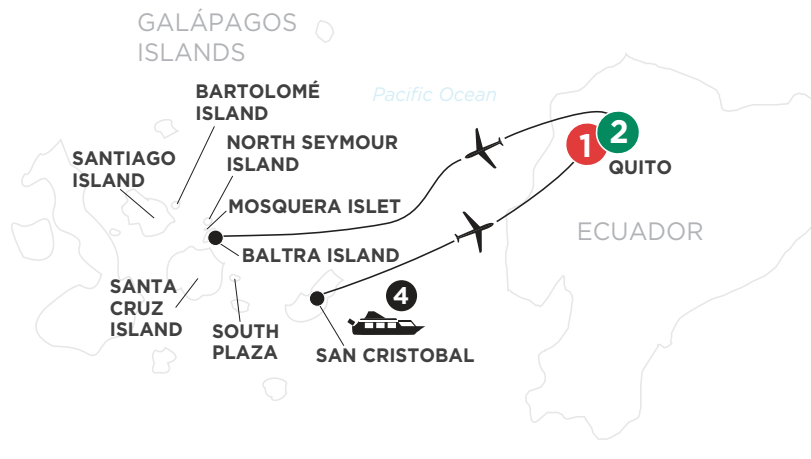 GALÁPAGOS
ISLANDS
Pacific Ocean
BARTOLOMÉ
ISLAND
NORTH SEYMOUR
ISLAND
SANTIAGO
ISLAND
MOSQUERA ISLET
BALTRA ISLAND
SANTA
CRUZ
ISLAND
SOUTH
PLAZA
4
SAN CRISTOBAL
1
2
QUITO
ECUADOR